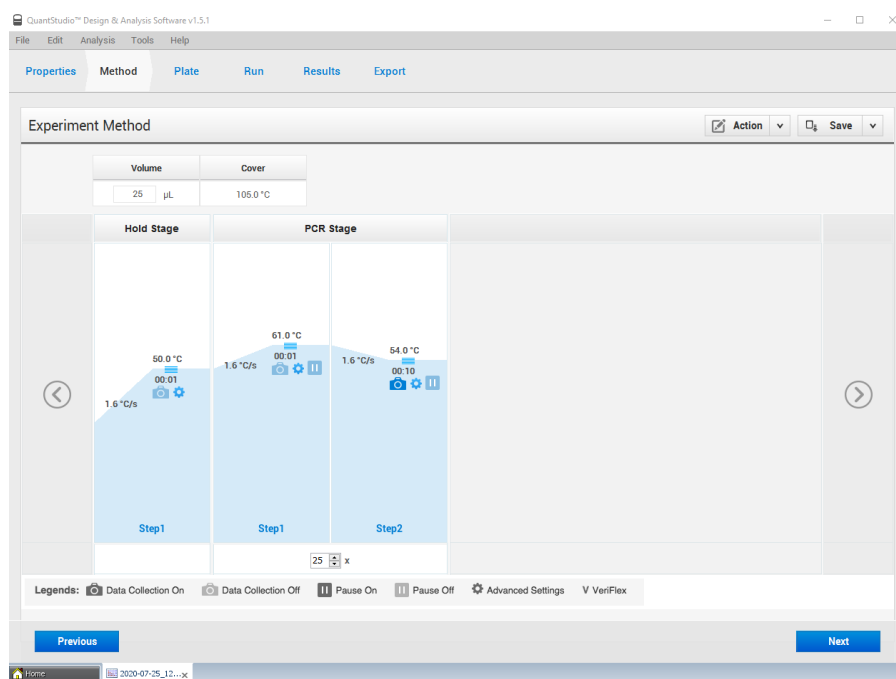 QuantStudio™ Design & Analysis Software v1.5.1
File Edit Analysis Tools Help
Properties Method Plate Run Results Export
Experiment Method
Action Save
Volume Cover
25 µL 105.0 °C
Hold Stage PCR Stage
61.0 °C
54.0 °C
50.0 °C
00:01
1.6 °C/s
1.6 °C/s
00:10
00:01
1.6 °C/s
Step1 Step1 Step2
25 x
Legends: Data Collection On Data Collection Off Pause On Pause Off Advanced Settings V VeriFlex
Previous Next
Home 2020-07-25_12...x